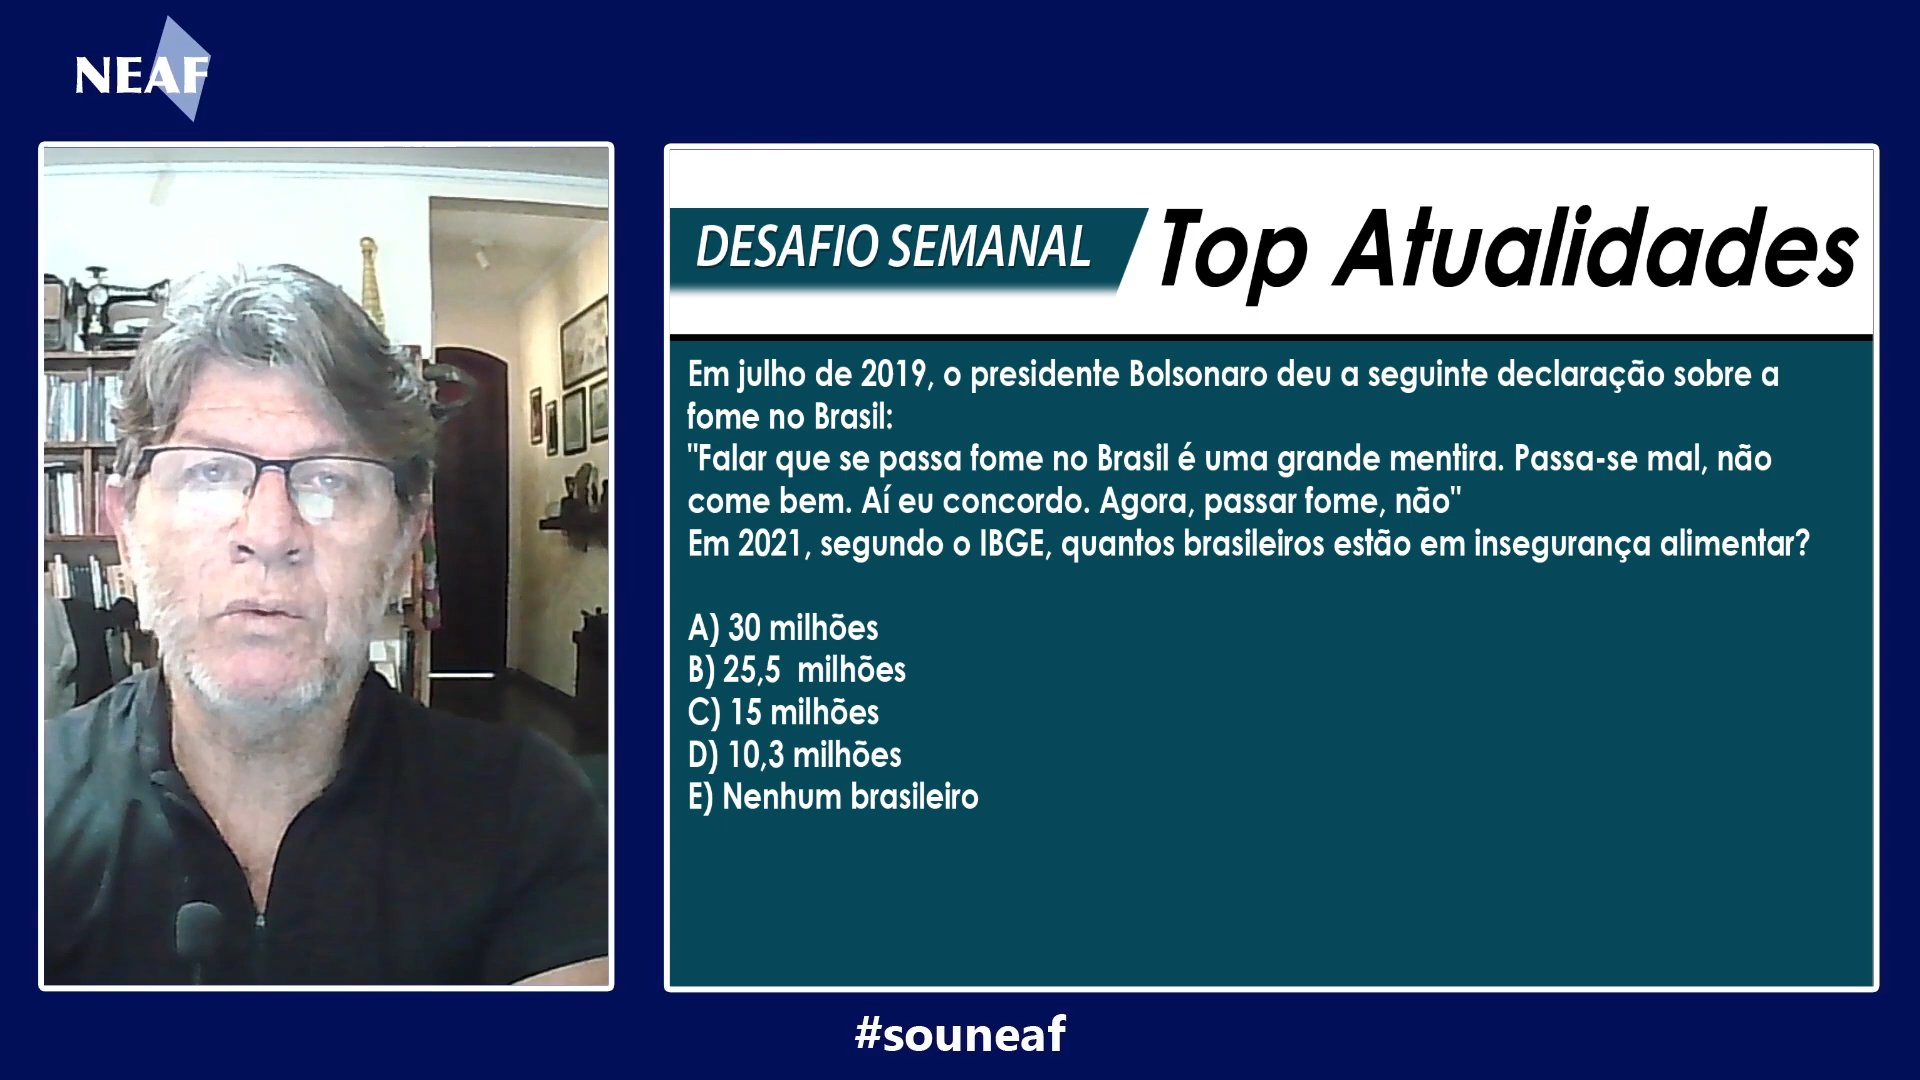 NEAF
DESAFIO SEMANAL
Top Atualidades
Em julho de 2019, o presidente Bolsonaro deu a seguinte declaração sobre a
fome no Brasil:
"Falar que se passa fome no Brasil é uma grande mentira. Passa-se mal, não
come bem. Aí eu concordo. Agora, passar fome, não"
Em 2021, segundo o IBGE, quantos brasileiros estão em insegurança alimentar?
A) 30 milhões
B) 25,5 milhões
C) 15 milhões
D) 10,3 milhões
E) Nenhum brasileiro
#souneaf